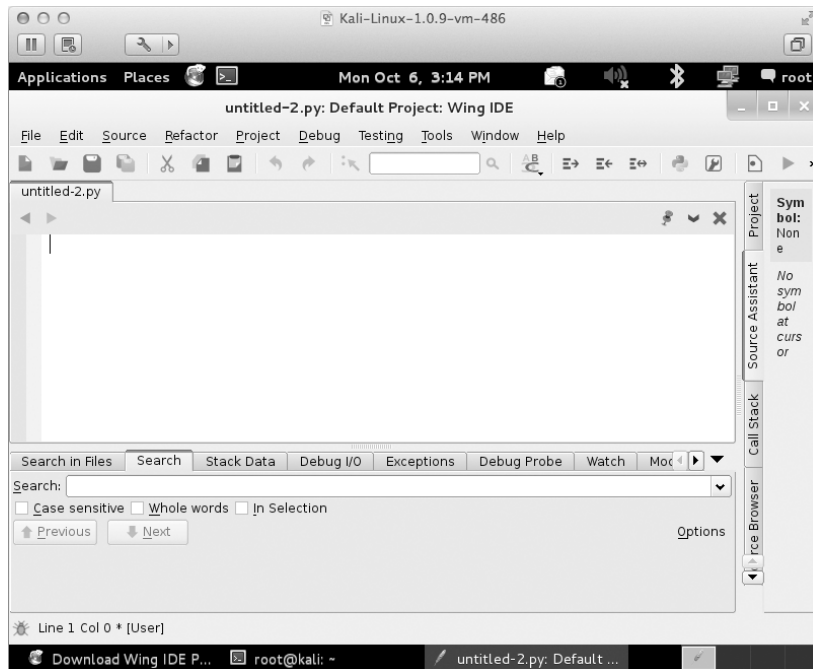 Kali-Linux-1.0.9-vm-486
Applications Places Mon Oct 6, 3:14 PM root
untitled-2.py: Default Project: Wing IDE
File Edit Source Refactor Project Debug Testing Tools Window Help
untitled-2.py
Project
Source Assistant
Call Stack
rce Browser
Sym
bol:
Non
e
No
sym
bol
at
curs
or
Search in Files Search Stack Data Debug I/O Exceptions Debug Probe Watch
Search:
Case sensitive Whole words In Selection
Previous Next Options
Line 1 Col 0 * [User]
Download Wing IDE P... root@kali: ~ untitled-2.py: Default ...